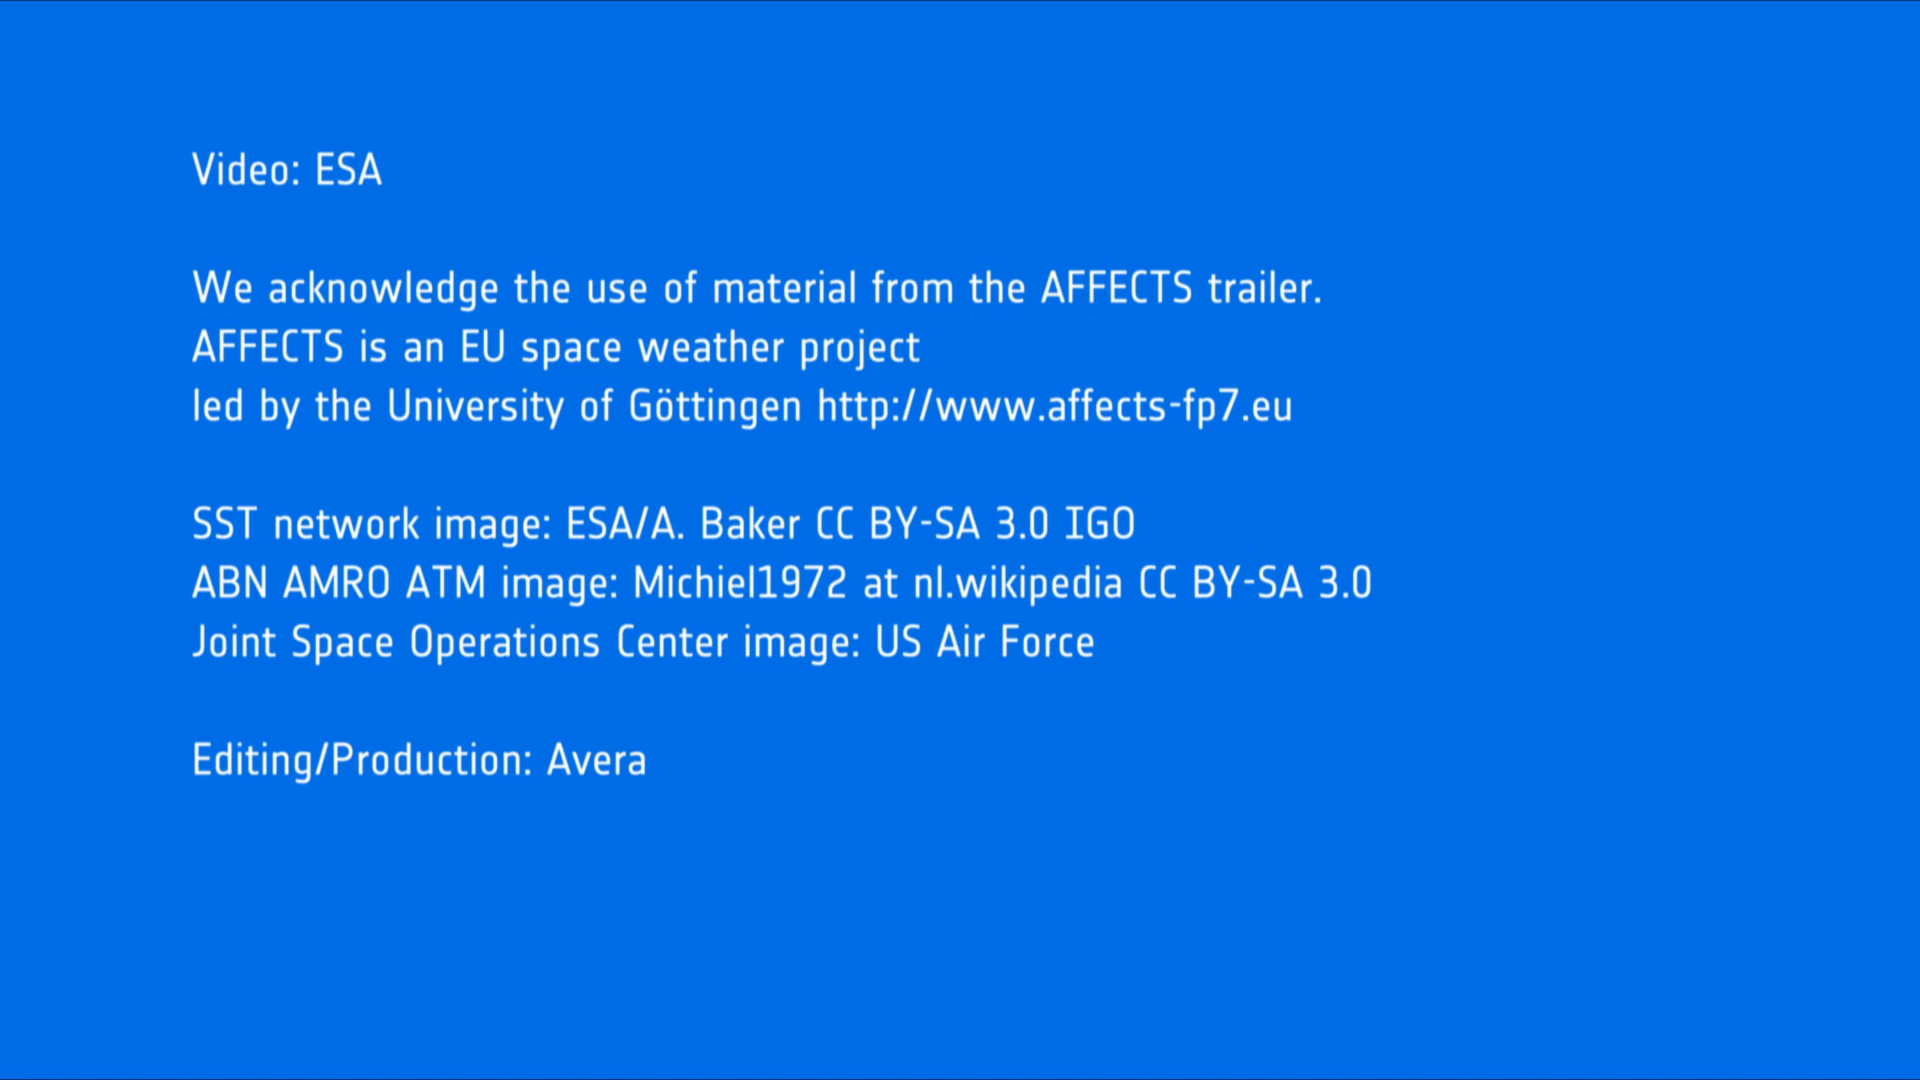 Video: ESA
We acknowledge the use of material from the AFFECTS trailer.
AFFECTS is an EU space weather project
led by the University of Göttingen http://www.affects-fp7.eu
SST network image: ESA/A. Baker CC BY-SA 3.0 IGO
ABN AMRO ATM image: Michiel1972 at nl.wikipedia CC BY-SA 3.0
Joint Space Operations Center image: US Air Force
Editing/Production: Avera